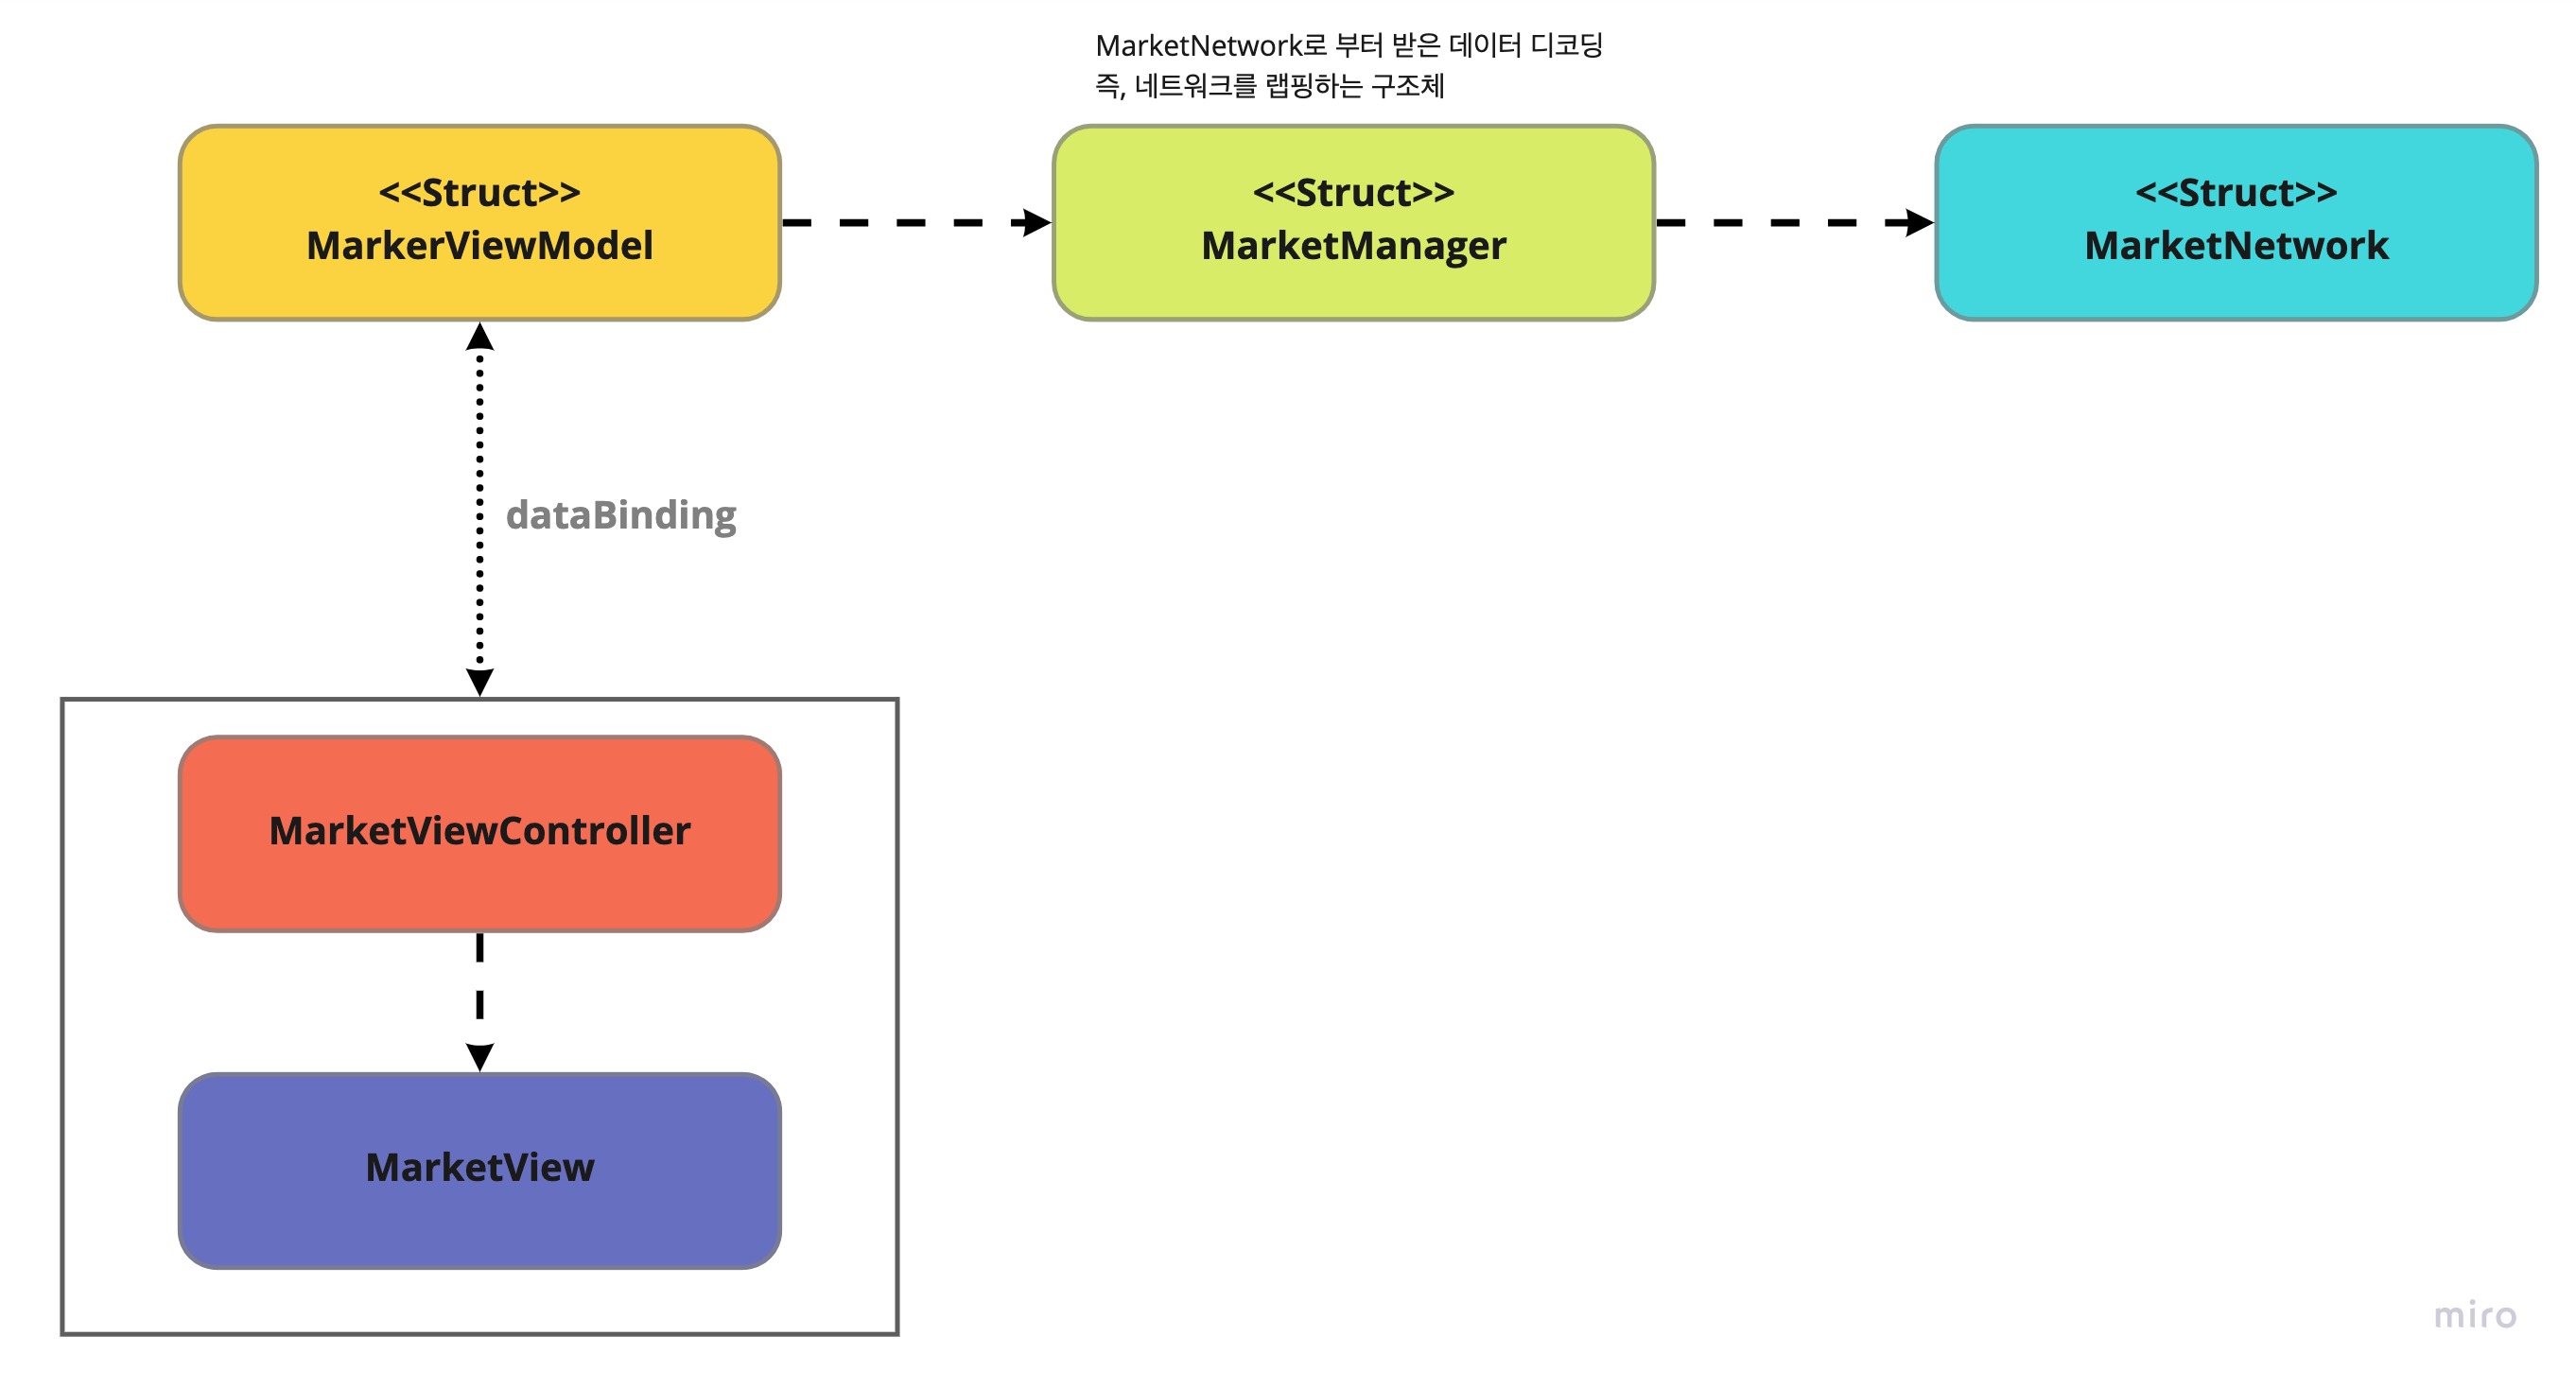 MarketNetwork로 부터 받은 데이터 디코딩
즉, 네트워크를 랩핑하는 구조체
<<Struct>>
MarkerViewModel
<<Struct>>
MarketManager
<<Struct>>
MarketNetwork
dataBinding
MarketViewController
MarketView
miro